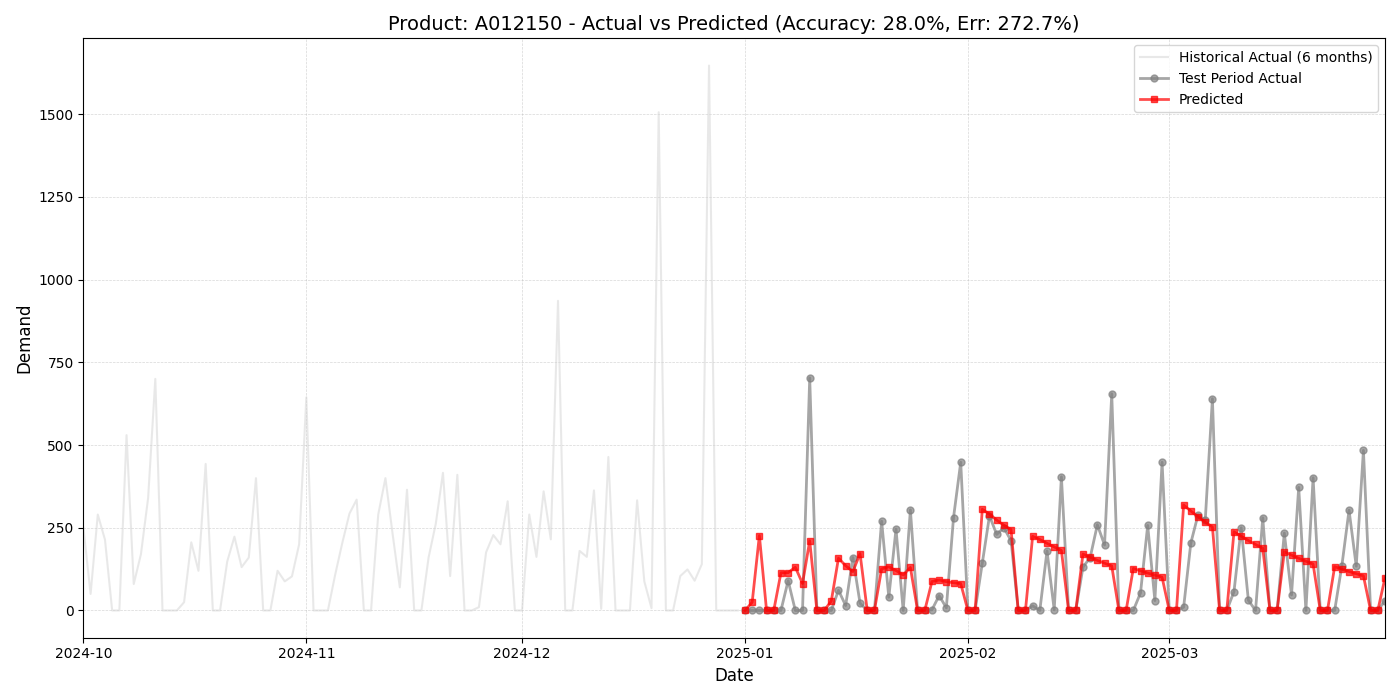 Product: A012150 - Actual vs Predicted (Accuracy: 28.0%, Err: 272.7%)
Historical Actual (6 months)
Test Period Actual
Predicted
1500
1250
1000
750
500
250
0
Demand
2024-10
2024-11
2024-12
2025-01
2025-02
2025-03
Date